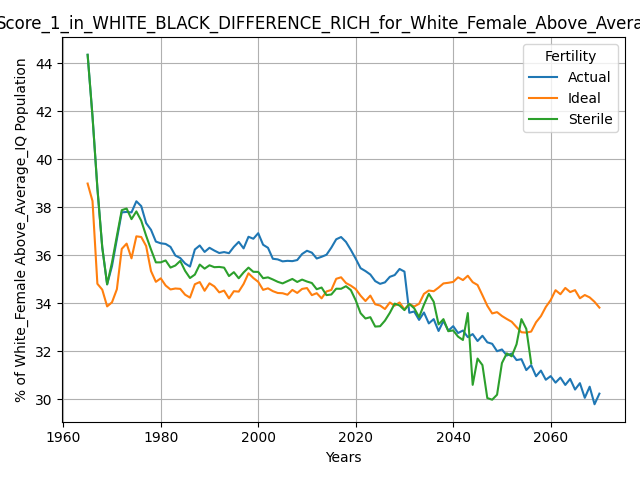 Score_1_in_WHITE_BLACK_DIFFERENCE_RICH_for_White_Female_Above_Avera
Fertility
Actual
Ideal
Sterile
% of White_Female Above_Average_IQ Population
44
42
40
38
36
34
32
30
1960
1980
2000
2020
2040
2060
Years